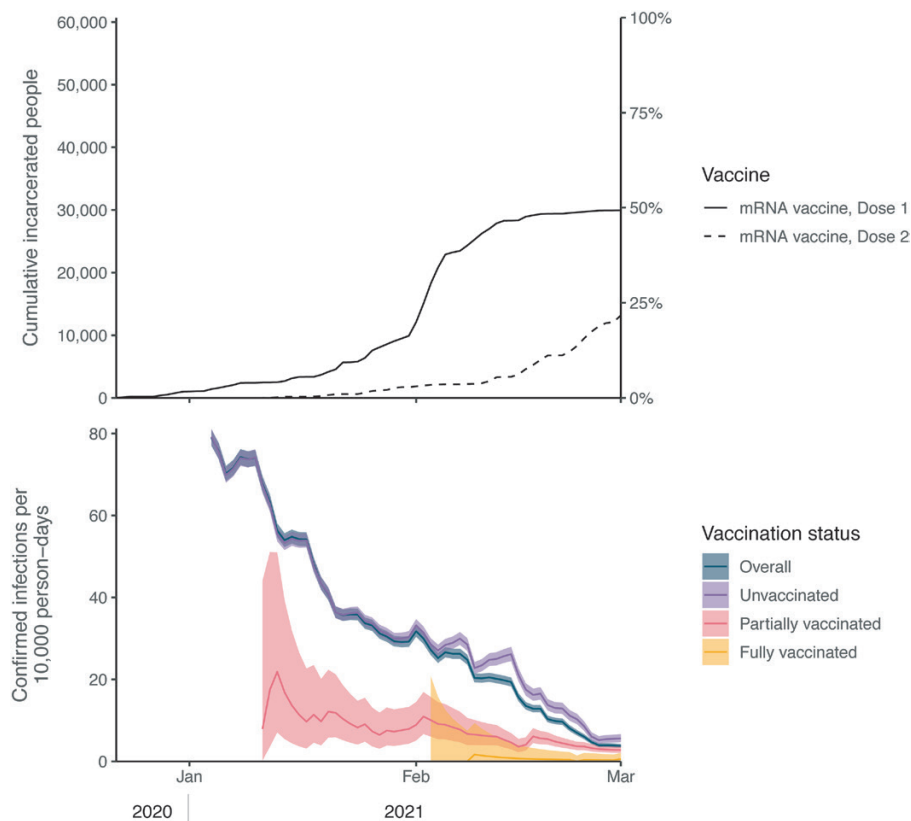 Cumulative incarcerated people
60,000
50,000
40,000
30,000
20,000
10,000
0
100%
75%
50%
25%
0%
Vaccine
mRNA vaccine, Dose 1
mRNA vaccine, Dose 2
Confirmed infections per
10,000 person-days
80
60
40
20
0
Jan
Feb
Mar
2020
2021
Vaccination status
Overall
Unvaccinated
Partially vaccinated
Fully vaccinated